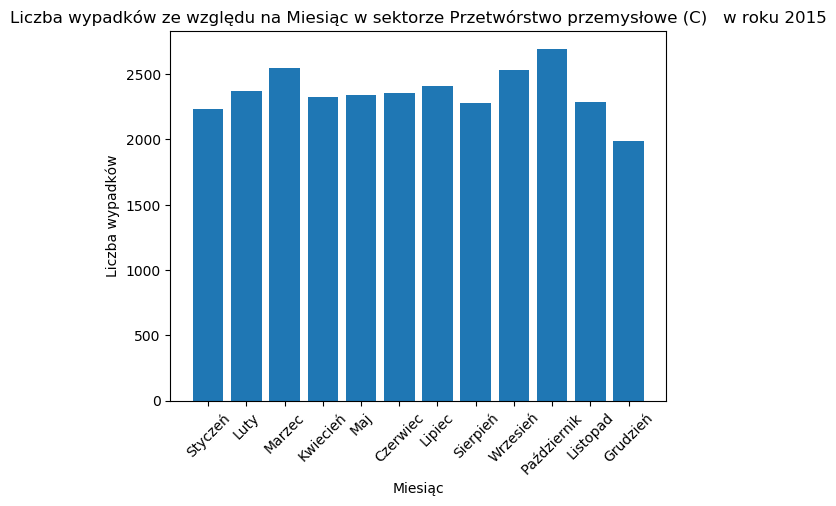 Liczba wypadków ze względu na Miesiąc w sektorze Przetwórstwo przemysłowe (C)   w roku 2015
2500
2000
1500
1000
500
0
Liczba wypadków
Styczeń
Luty
Marzec
Kwiecień
Maj
Czerwiec
Lipiec
Sierpień
Wrzesień
Październik
Listopad
Grudzień
Miesiąc